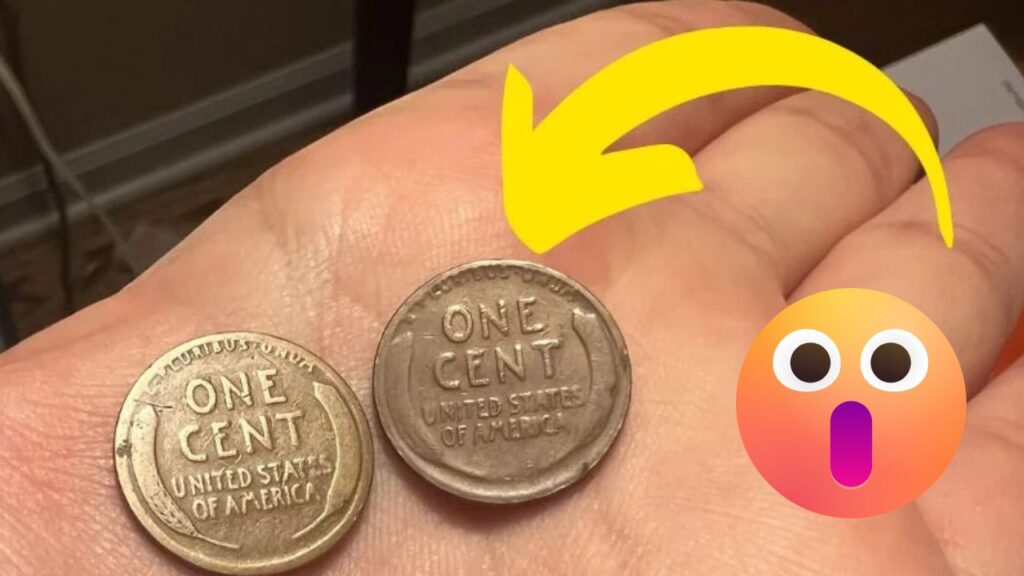 E·PLURIBUS·UNUM
ONE
CENT
UNITED STATES
OF AMERICA
ONE
CENT
UNITED STATES
OF AMERICA